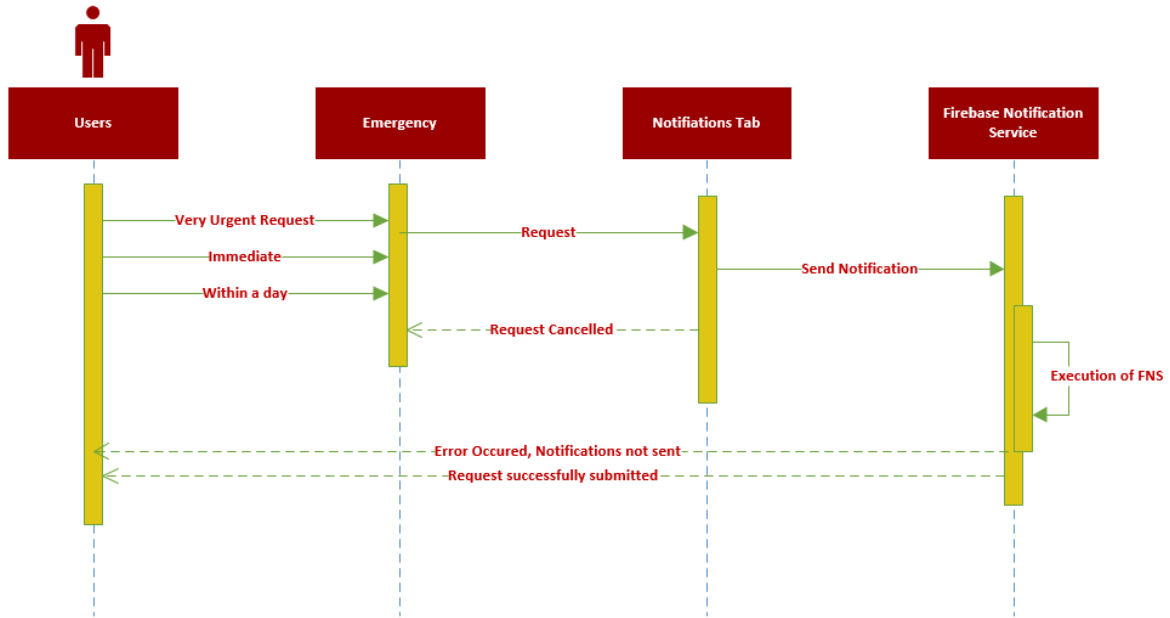 Users
Emergency
Notifiations Tab
Firebase Notification
Service
Very Urgent Request
Request
Immediate
Send Notification
Within a day
Request Cancelled
Execution of FNS
Error Occured, Notifications not sent
Request successfully submitted